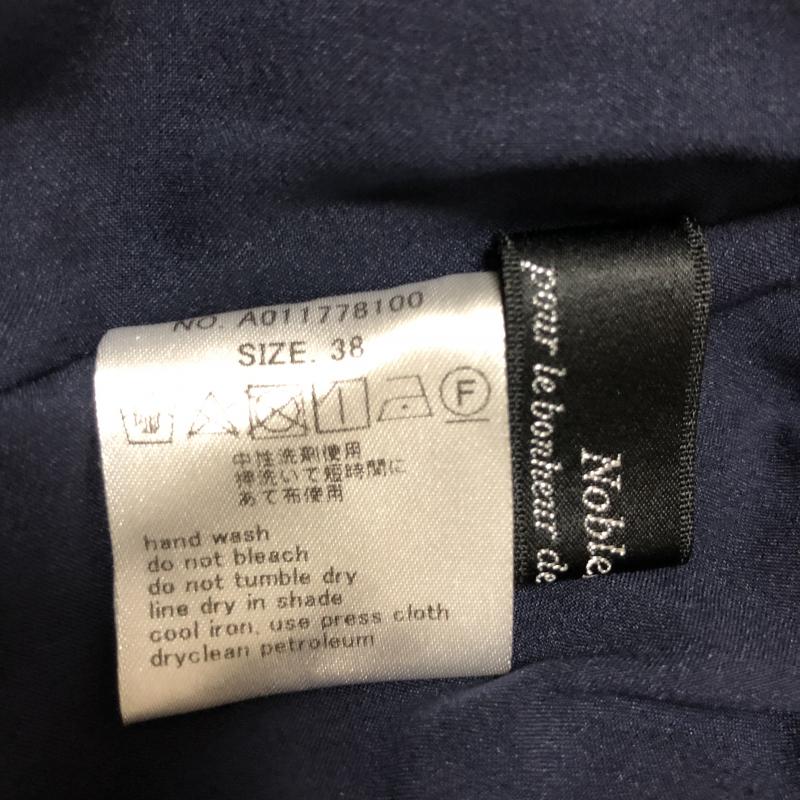 NO. A011778100
SIZE. 38
F
中性洗剤使用
押洗いて短時間に
あて布使用
hand wash
do not bleach
do not tumble dry
line dry in shade
cool iron, use press cloth
dryclean petroleum
Noble
pour le bonheur de